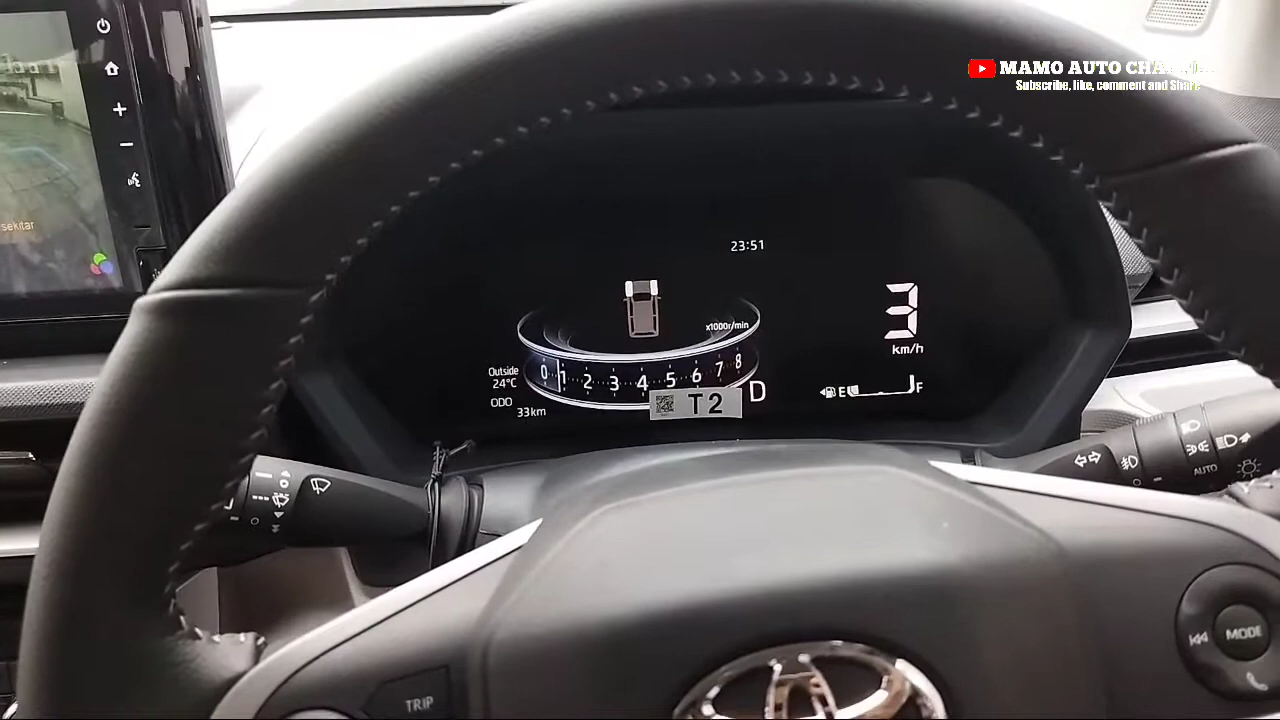 MAMO AUTO
Subscribe, like, comment and Share
sekitar
23:51
x1000r/min
0 1 2 3 4 5 6 7 8
Outside
24°C
ODO
33km
T2
D
3
km/h
E F
AUTO
MODE
TRIP